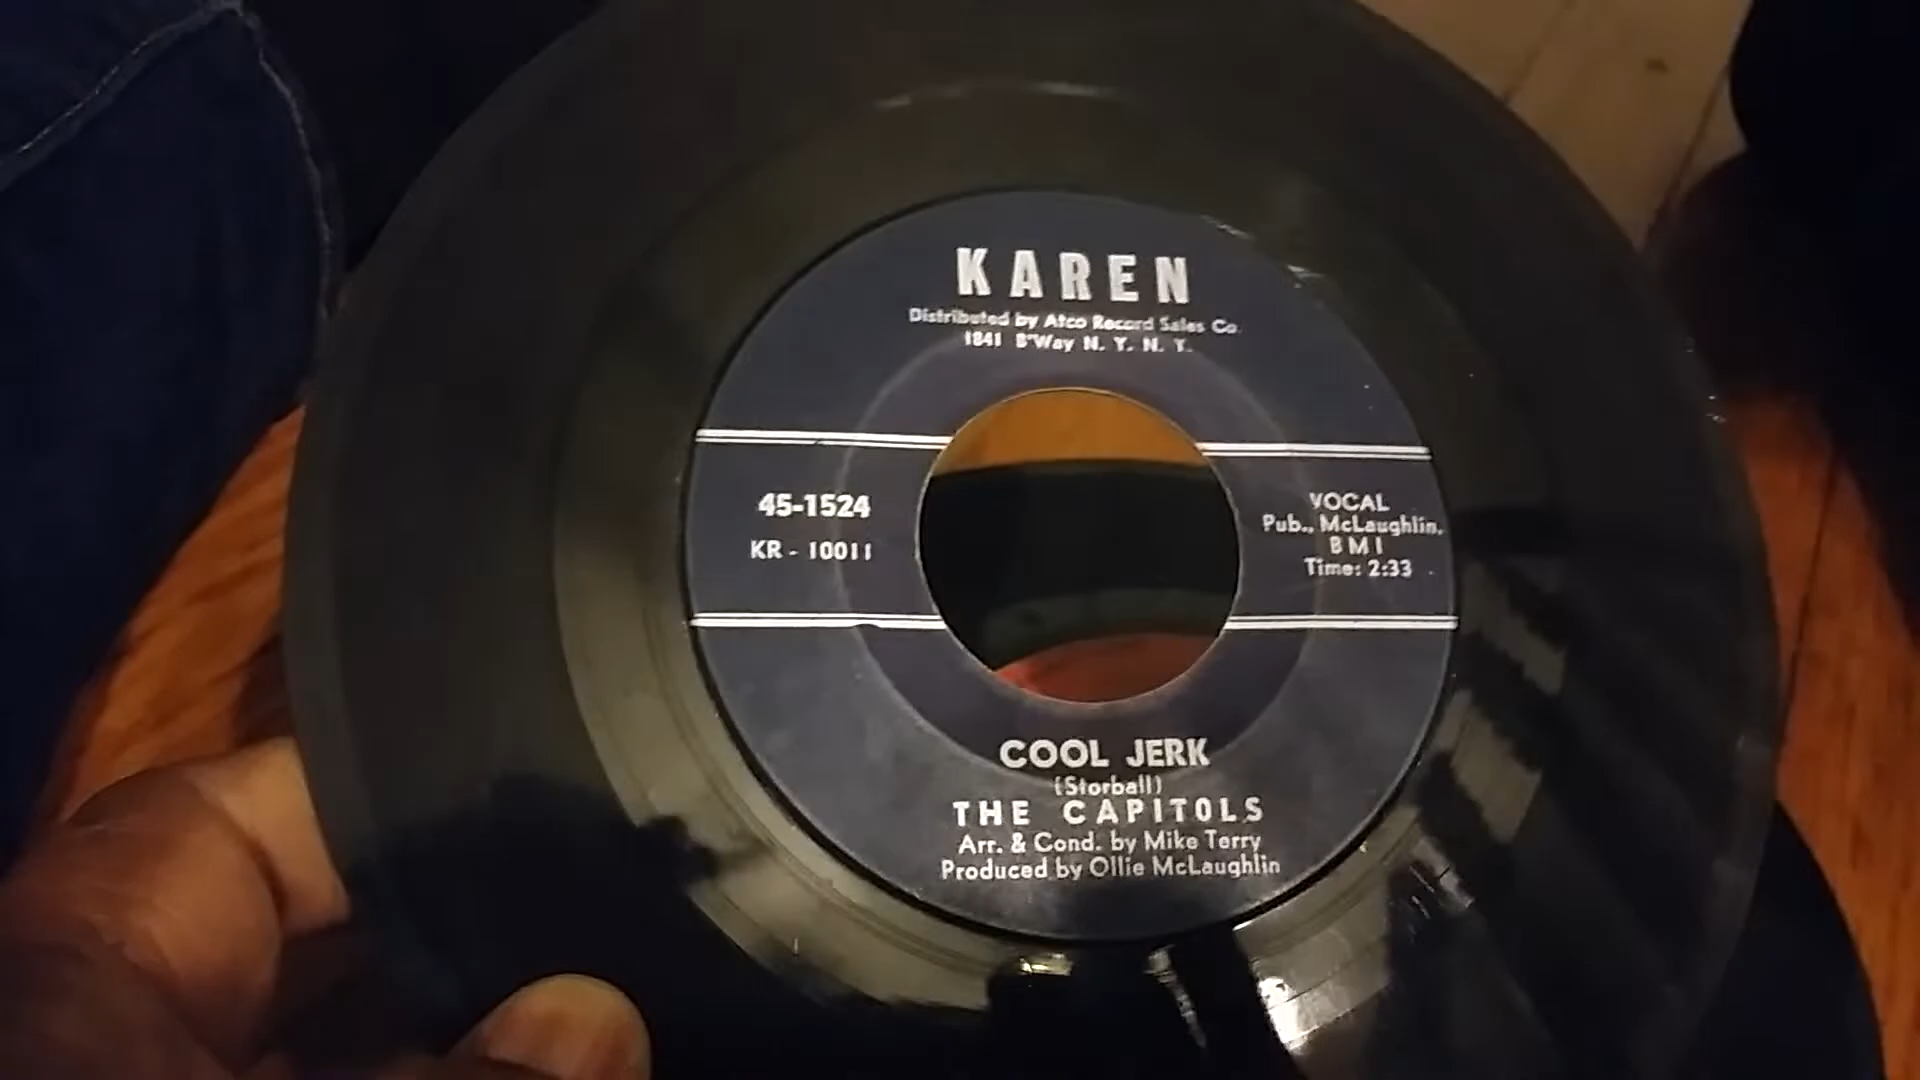 KAREN
Distributed by Atco Record Sales Co.
1841 B'Way N. Y. N. Y.
45-1524
KR - 10011
VOCAL
Pub., McLaughlin,
BMI
Time: 2:33
COOL JERK
(Storball)
THE CAPITOLS
Arr. & Cond. by Mike Terry
Produced by Ollie McLaughlin